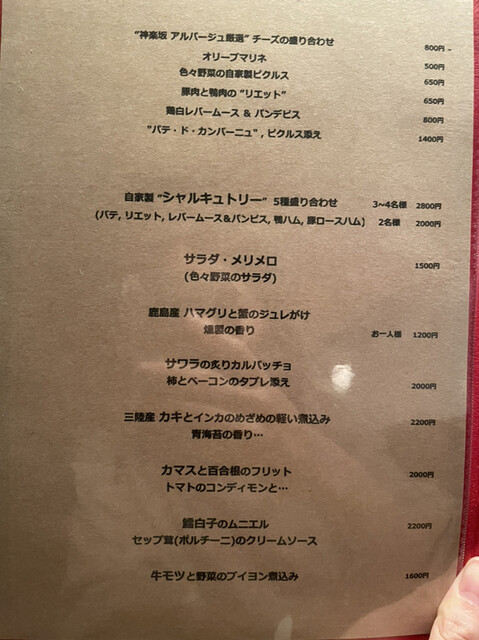 “神楽坂 アルパージュ厳選” チーズの盛り合わせ 800円～
オリーブマリネ 500円
色々野菜の自家製ピクルス 650円
豚肉と鴨肉の “リエット” 650円
鶏白レバームース & パンデピス 800円
"パテ・ド・カンパーニュ" , ピクルス添え 1400円
自家製 “シャルキュトリー” 5種盛り合わせ 3~4名様 2800円
(パテ, リエット, レバームース&パンピス, 鴨ハム, 豚ロースハム) 2名様 2000円
サラダ・メリメロ 1500円
(色々野菜のサラダ)
鹿島産 ハマグリと蟹のジュレがけ
燻製の香り お一人様 1200円
サワラの炙りカルパッチョ
柿とベーコンのタブレ添え 2000円
三陸産 カキとインカのめざめの軽い煮込み 2200円
青海苔の香り…
カマスと百合根のフリット 2000円
トマトのコンディモンと…
鱈白子のムニエル 2200円
セップ茸(ポルチーニ)のクリームソース
牛モツと野菜のブイヨン煮込み 1600円